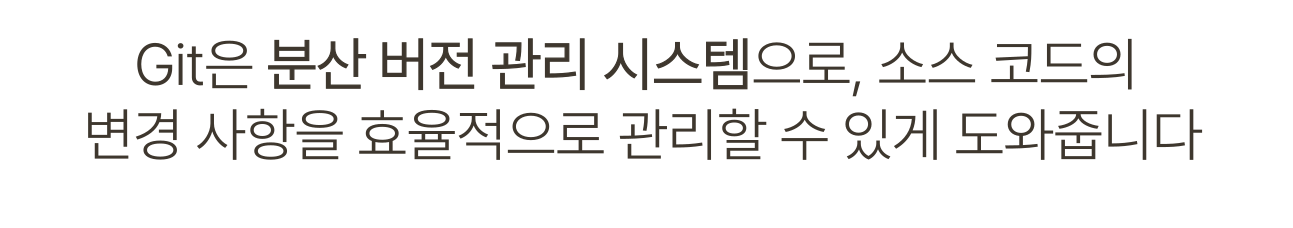 Git은 분산 버전 관리 시스템으로, 소스 코드의
변경 사항을 효율적으로 관리할 수 있게 도와줍니다